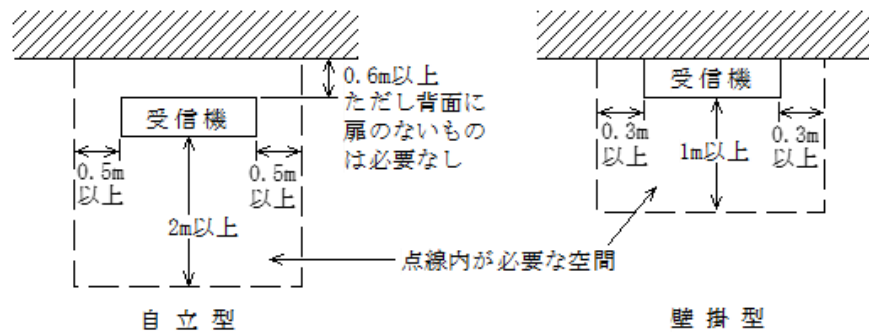 0.6m以上
ただし背面に
扉のないもの
は必要なし
受信機
0.5m
以上
0.5m
以上
2m以上
自立型
受信機
0.3m
以上
0.3m
以上
1m以上
点線内が必要な空間
壁掛型